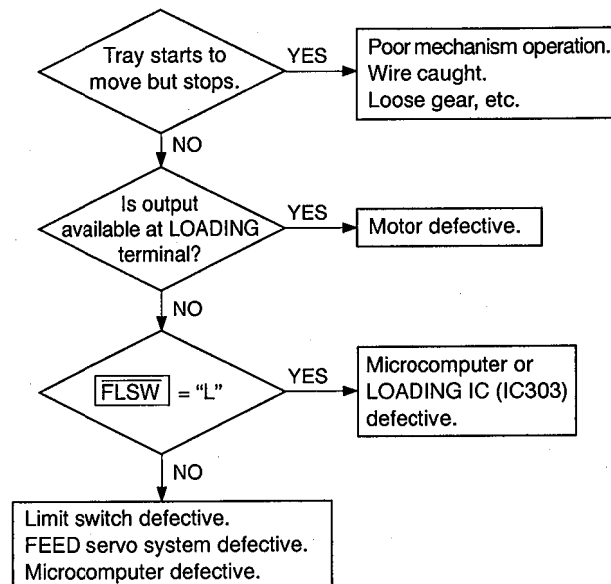 Tray starts to
move but stops.
YES
Poor mechanism operation.
Wire caught.
Loose gear, etc.
NO
Is output
available at LOADING
terminal?
YES
Motor defective.
NO
FLSW = “L”
YES
Microcomputer or
LOADING IC (IC303)
defective.
NO
Limit switch defective.
FEED servo system defective.
Microcomputer defective.